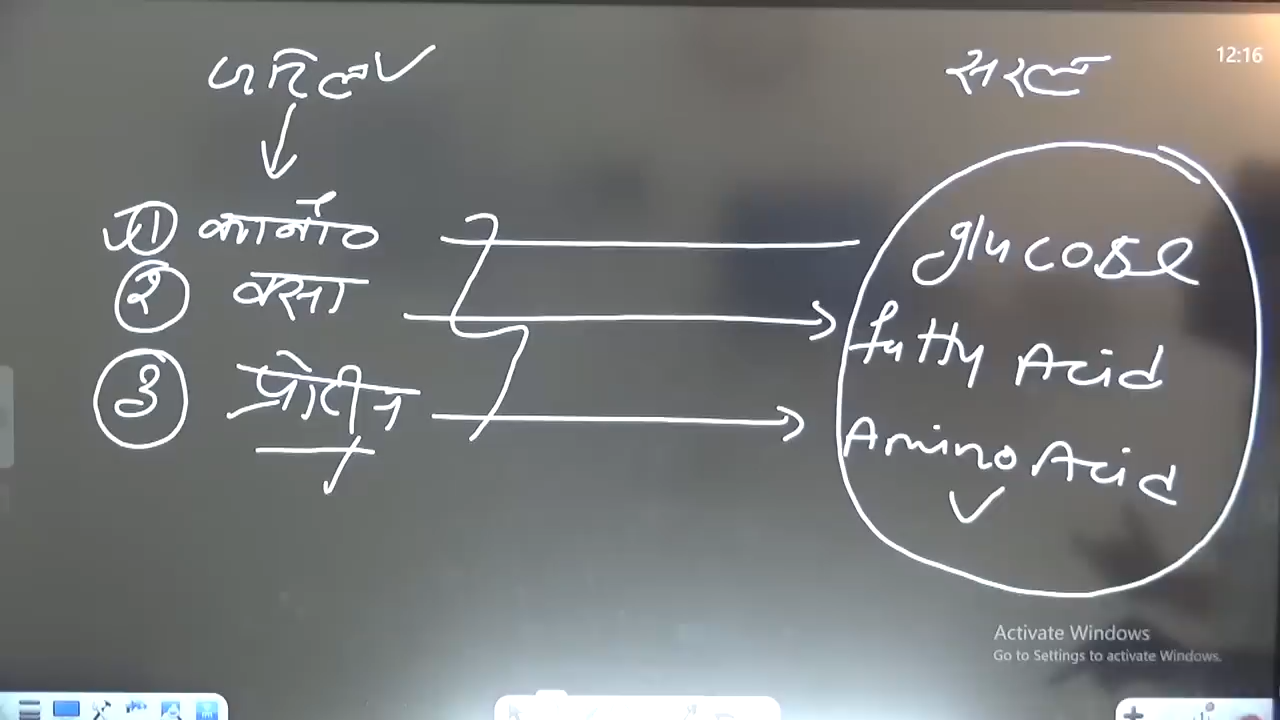 जटिल सरल
12:16
① कार्बो० glucose
② वसा fatty Acid
③ प्रोटीन Amino Acid
Activate Windows
Go to Settings to activate Windows.